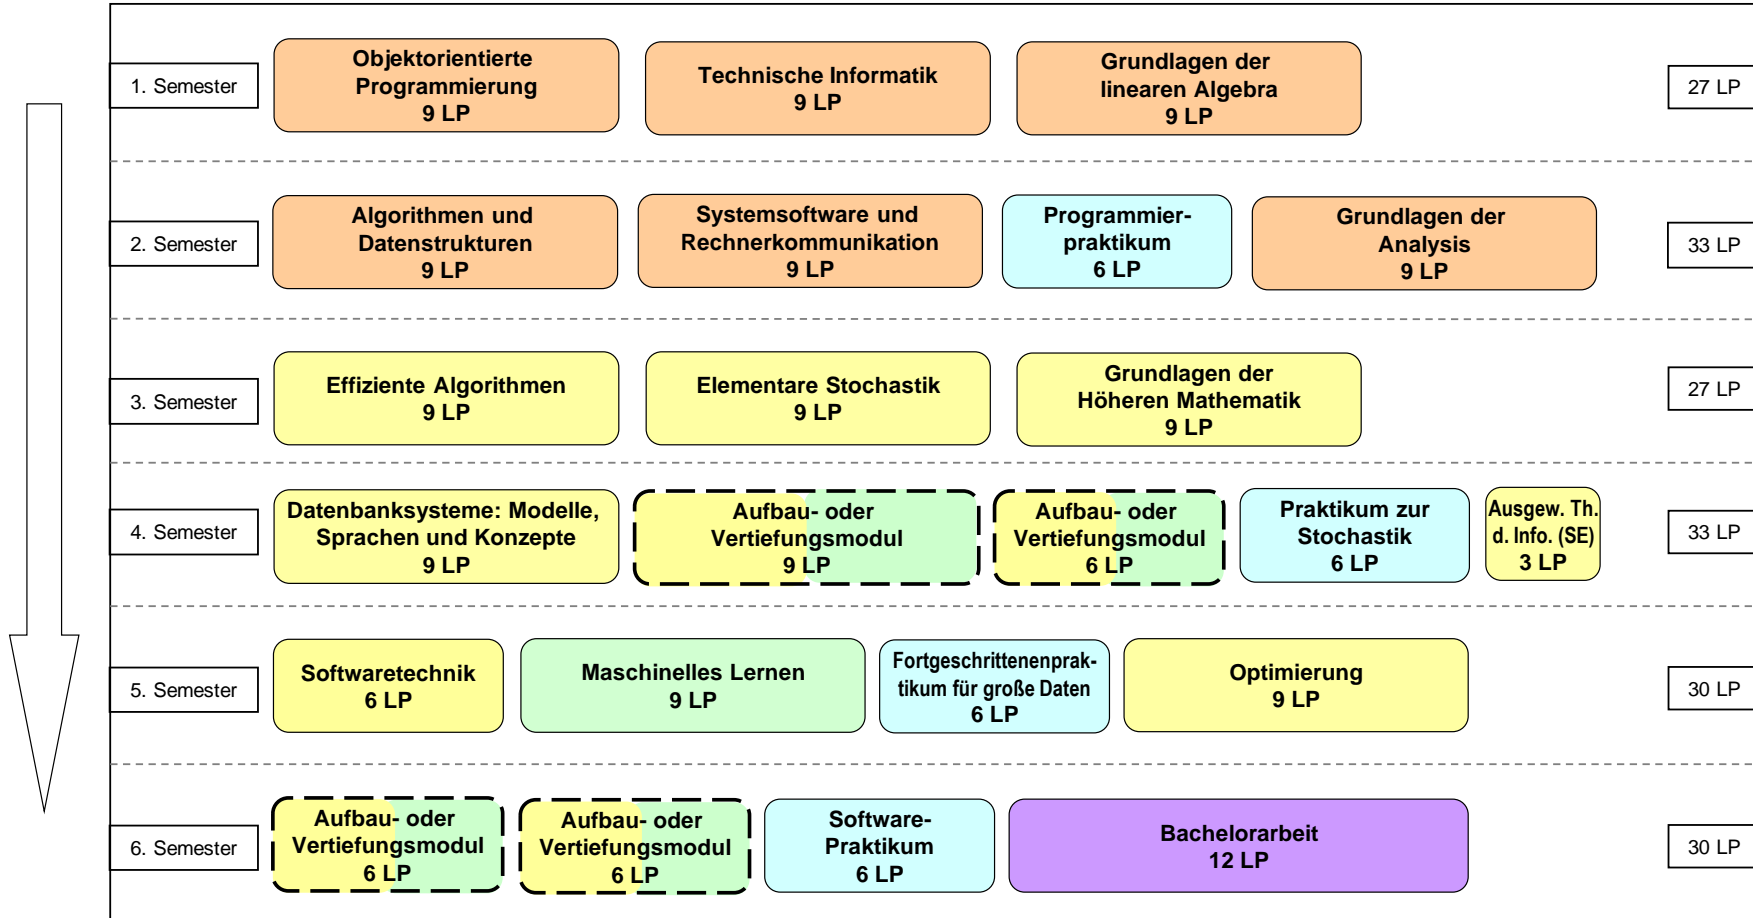 1. Semester
Objektorientierte
Programmierung
9 LP
Technische Informatik
9 LP
Grundlagen der
linearen Algebra
9 LP
27 LP
2. Semester
Algorithmen und
Datenstrukturen
9 LP
Systemsoftware und
Rechnerkommunikation
9 LP
Programmier-
praktikum
6 LP
Grundlagen der
Analysis
9 LP
33 LP
3. Semester
Effiziente Algorithmen
9 LP
Elementare Stochastik
9 LP
Grundlagen der
Höheren Mathematik
9 LP
27 LP
4. Semester
Datenbanksysteme: Modelle,
Sprachen und Konzepte
9 LP
Aufbau- oder
Vertiefungsmodul
9 LP
Aufbau- oder
Vertiefungsmodul
6 LP
Praktikum zur
Stochastik
6 LP
Ausgew. Th.
d. Info. (SE)
3 LP
33 LP
5. Semester
Softwaretechnik
6 LP
Maschinelles Lernen
9 LP
Fortgeschrittenenprak-
tikum für große Daten
6 LP
Optimierung
9 LP
30 LP
6. Semester
Aufbau- oder
Vertiefungsmodul
6 LP
Aufbau- oder
Vertiefungsmodul
6 LP
Software-
Praktikum
6 LP
Bachelorarbeit
12 LP
30 LP